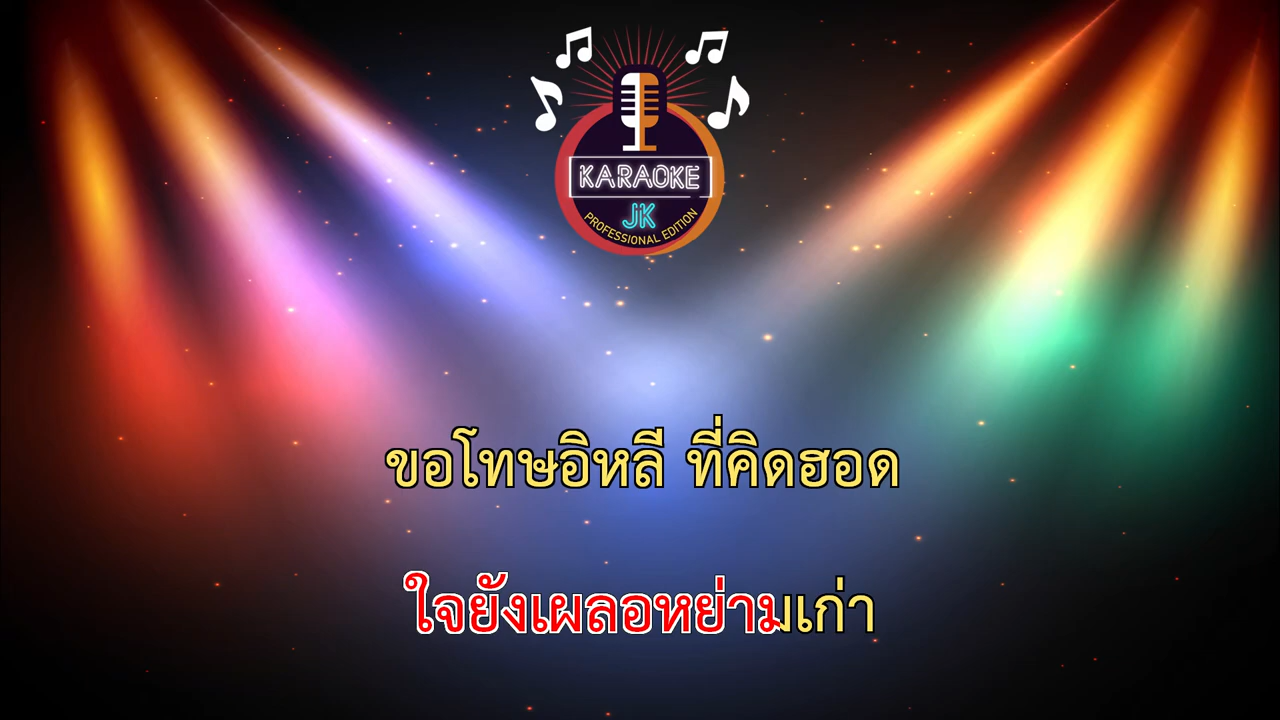 KARAOKE
JK
PROFESSIONAL EDITION
ขอโทษอิหลี ที่คิดฮอด
ใจยังเผลอหย่ามเก่า